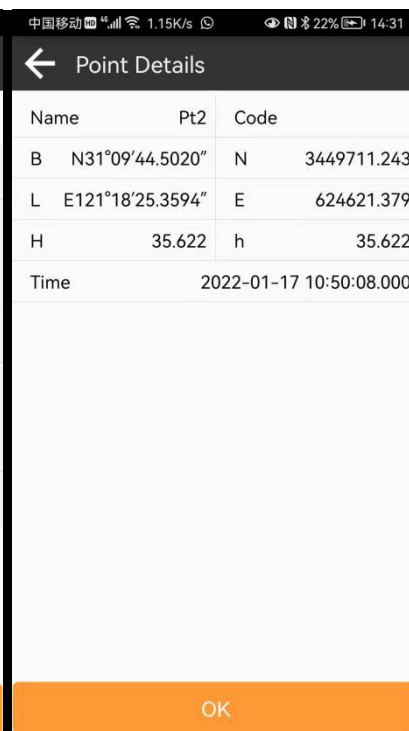 中国移动 HD 4G 1.15K/s 22% 14:31
Point Details
Name Pt2 Code
B N31°09′44.5020″ N 3449711.243
L E121°18′25.3594″ E 624621.379
H 35.622 h 35.622
Time 2022-01-17 10:50:08.000
OK